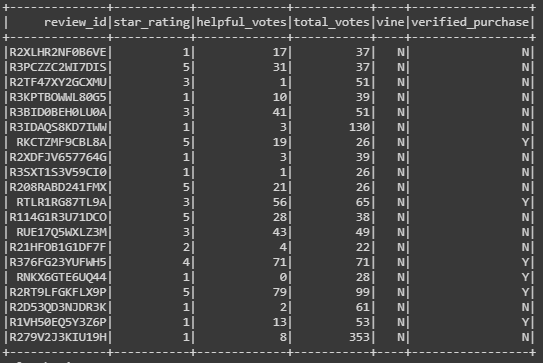 +--------------+-----------+-------------+-----------+----+-----------------+
|     review_id|star_rating|helpful_votes|total_votes|vine|verified_purchase|
+--------------+-----------+-------------+-----------+----+-----------------+
|R2XLHR2NF0B6VE|          1|           17|         37|   N|                N|
|R3PCZZC2WI7DIS|          5|           31|         37|   N|                N|
|R2TF47XY2GCXMU|          3|            1|         51|   N|                N|
|R3KPTBOWWL80G5|          1|           10|         39|   N|                N|
|R3BID0BEH0LU0A|          3|           41|         51|   N|                N|
|R3IDAQS8KD7IWW|          1|            3|        130|   N|                N|
| RKCTZMF9CBL8A|          5|           19|         26|   N|                Y|
|R2XDFJV657764G|          1|            3|         39|   N|                N|
|R3SXT1S3V59CI0|          1|            1|         26|   N|                N|
|R208RABD241FMX|          5|           21|         26|   N|                N|
| RTLR1RG87TL9A|          3|           56|         65|   N|                Y|
|R114G1R3U71DCO|          5|           28|         38|   N|                N|
| RUE17Q5WXLZ3M|          3|           43|         49|   N|                N|
|R21HFOB1G1DF7F|          2|            4|         22|   N|                N|
|R376FG23YUFWH5|          4|           71|         71|   N|                Y|
| RNKX6GTE6UQ44|          1|            0|         28|   N|                Y|
|R2RT9LFGKFLX9P|          5|           79|         99|   N|                Y|
|R2D53QD3NJDR3K|          1|            2|         61|   N|                N|
|R1VH50EQ5Y3Z6P|          1|           13|         53|   N|                Y|
|R279V2J3KIU19H|          1|            8|        353|   N|                N|
+--------------+-----------+-------------+-----------+----+-----------------+